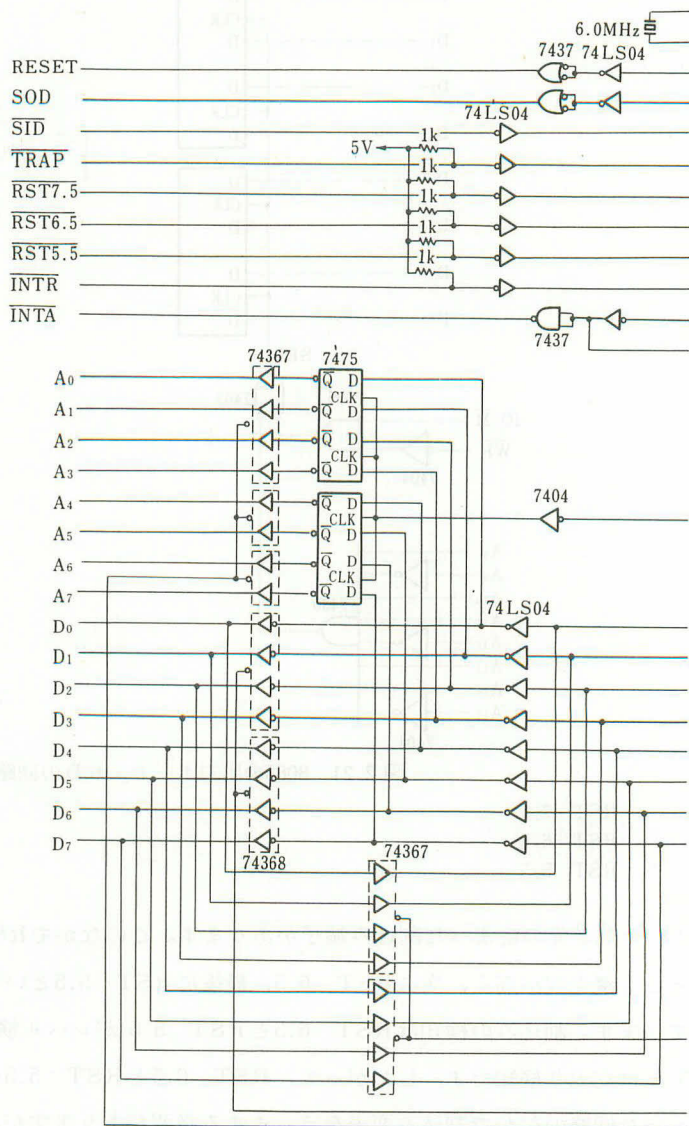 6.0MHz
7437 74LS04
RESET
SOD
74LS04
SID
5V
1k
TRAP
1k
RST7.5
1k
RST6.5
1k
RST5.5
1k
INTR
INTA
7437
74367 7475
A0 Q D
CLK
A1 Q D
A2 Q D
CLK
A3 Q D
A4 Q D
CLK
A5 Q D
7404
A6 Q D
CLK
A7 Q D
74LS04
D0
D1
D2
D3
D4
D5
D6
D7
74368
74367